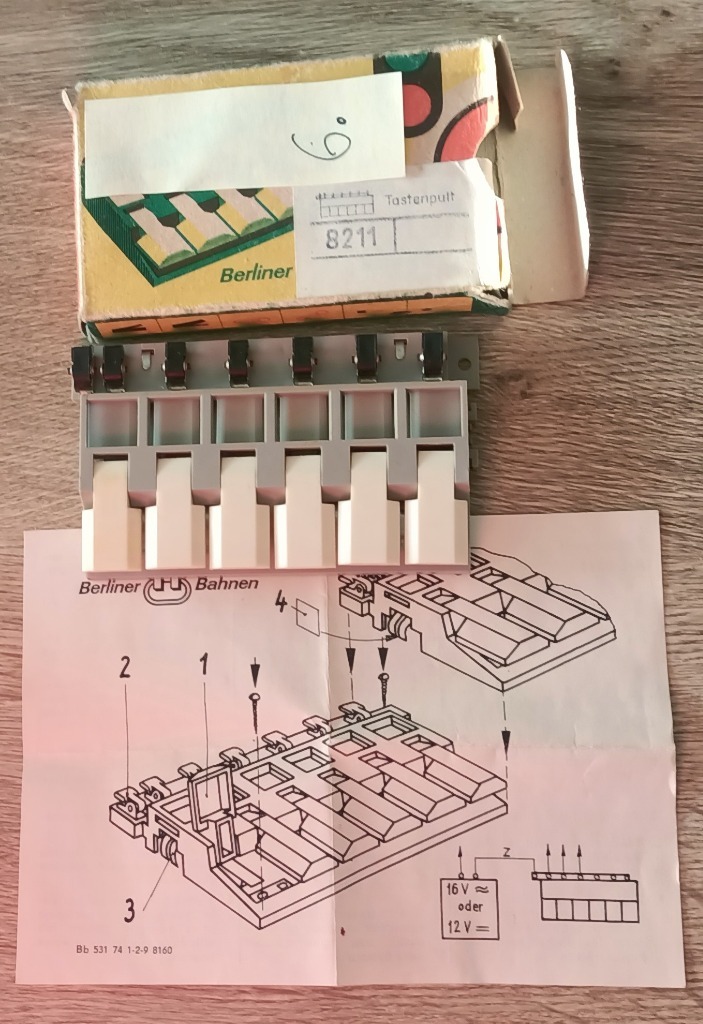 6.
Tastenpult
8211
Berliner
Berliner Bahnen
4
2 1
3
Z
16 V ≈
oder
12 V =
Bb 531 74 1-2-9 8160